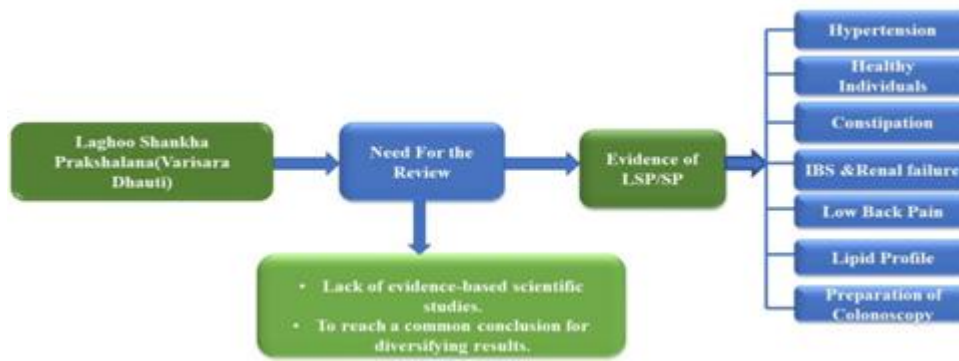 Laghoo Shankha
Prakshalana(Varisara
Dhauti)
Need For the
Review
• Lack of evidence-based scientific
studies.
• To reach a common conclusion for
diversifying results.
Evidence of
LSP/SP
Hypertension
Healthy
Individuals
Constipation
IBS &Renal failure
Low Back Pain
Lipid Profile
Preparation of
Colonoscopy